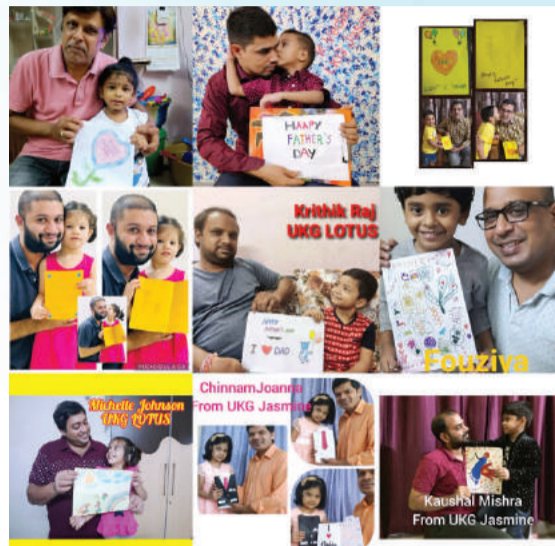 HAAPY
FATHER'S
DAY
Krithik Raj
UKG LOTUS
I ♥ DAD
Fouziya
Michelle Johnson
UKG LOTUS
ChinnamJoanna
From UKG Jasmine
I
Kaushal Mishra
From UKG Jasmine